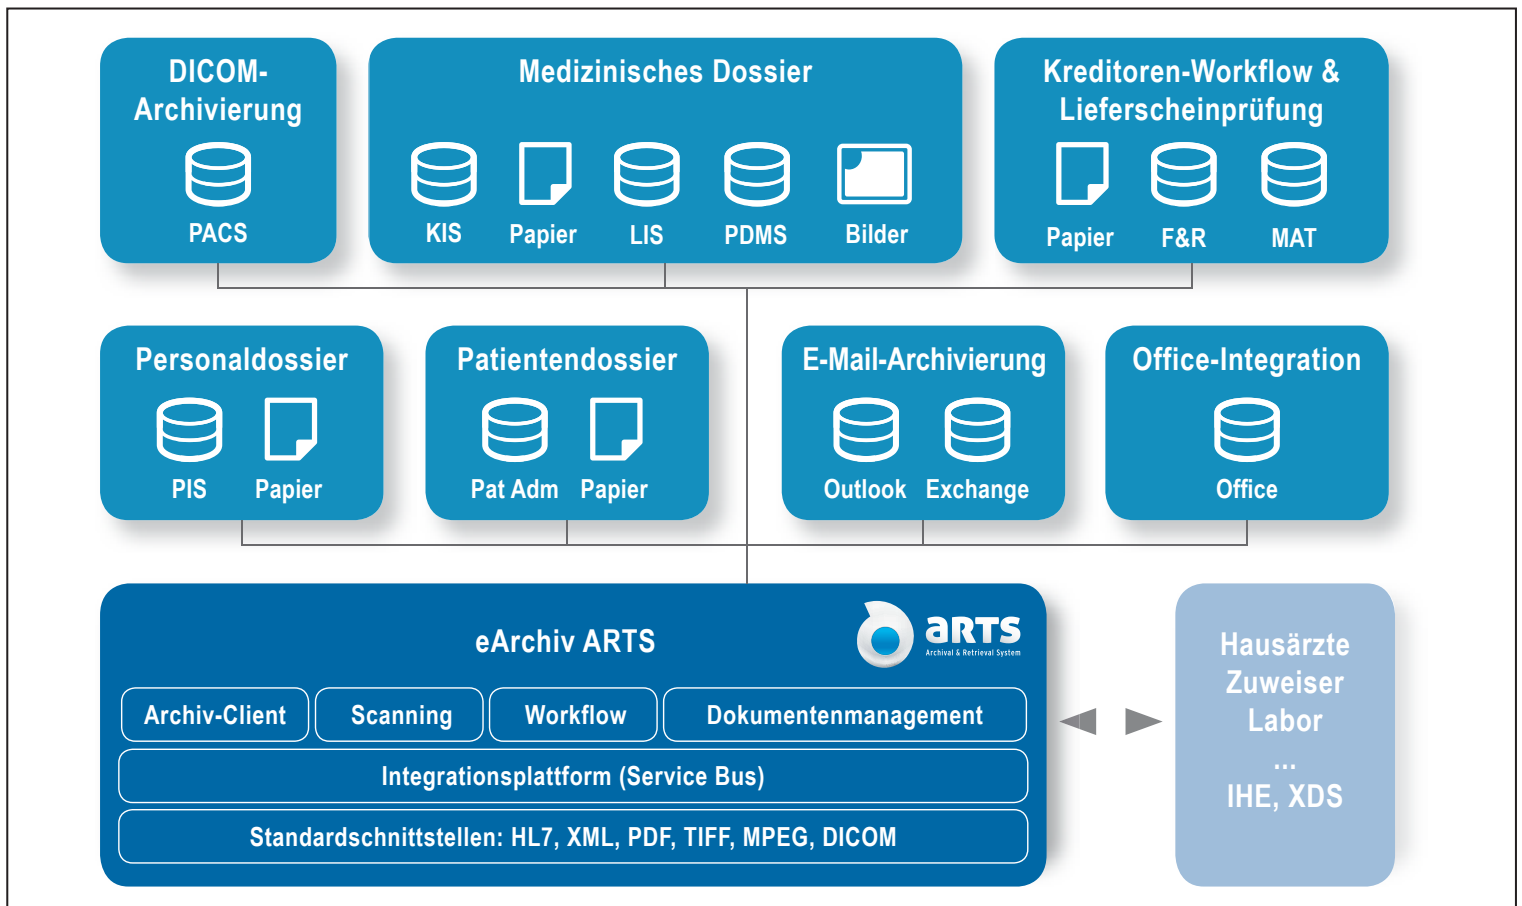 DICOM-
Archivierung
PACS
Medizinisches Dossier
KIS
Papier
LIS
PDMS
Bilder
Kreditoren-Workflow &
Lieferscheinprüfung
Papier
F&R
MAT
Personaldossier
PIS
Papier
Patientendossier
Pat Adm
Papier
E-Mail-Archivierung
Outlook
Exchange
Office-Integration
Office
eArchiv ARTS
aRTS
Archival & Retrieval System
Archiv-Client
Scanning
Workflow
Dokumentenmanagement
Integrationsplattform (Service Bus)
Standardschnittstellen: HL7, XML, PDF, TIFF, MPEG, DICOM
Hausärzte
Zuweiser
Labor
...
IHE, XDS